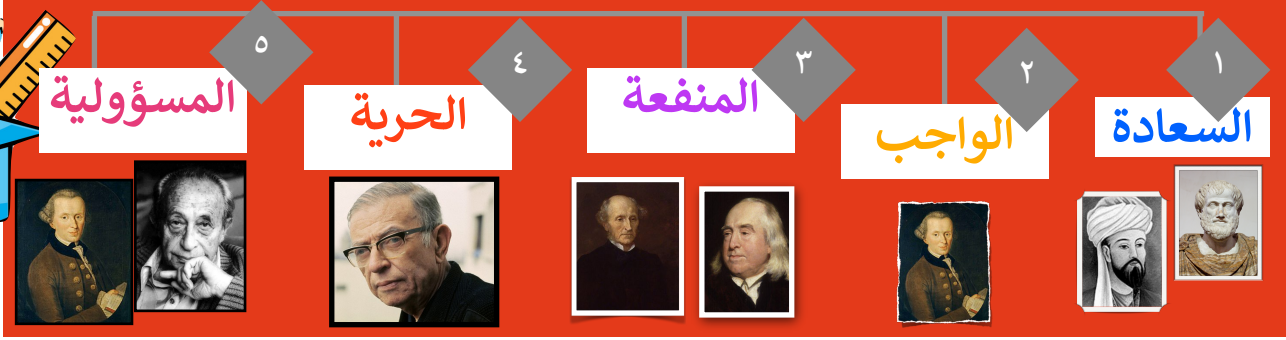 ١
السعادة
٢
الواجب
٣
المنفعة
٤
الحرية
٥
المسؤولية